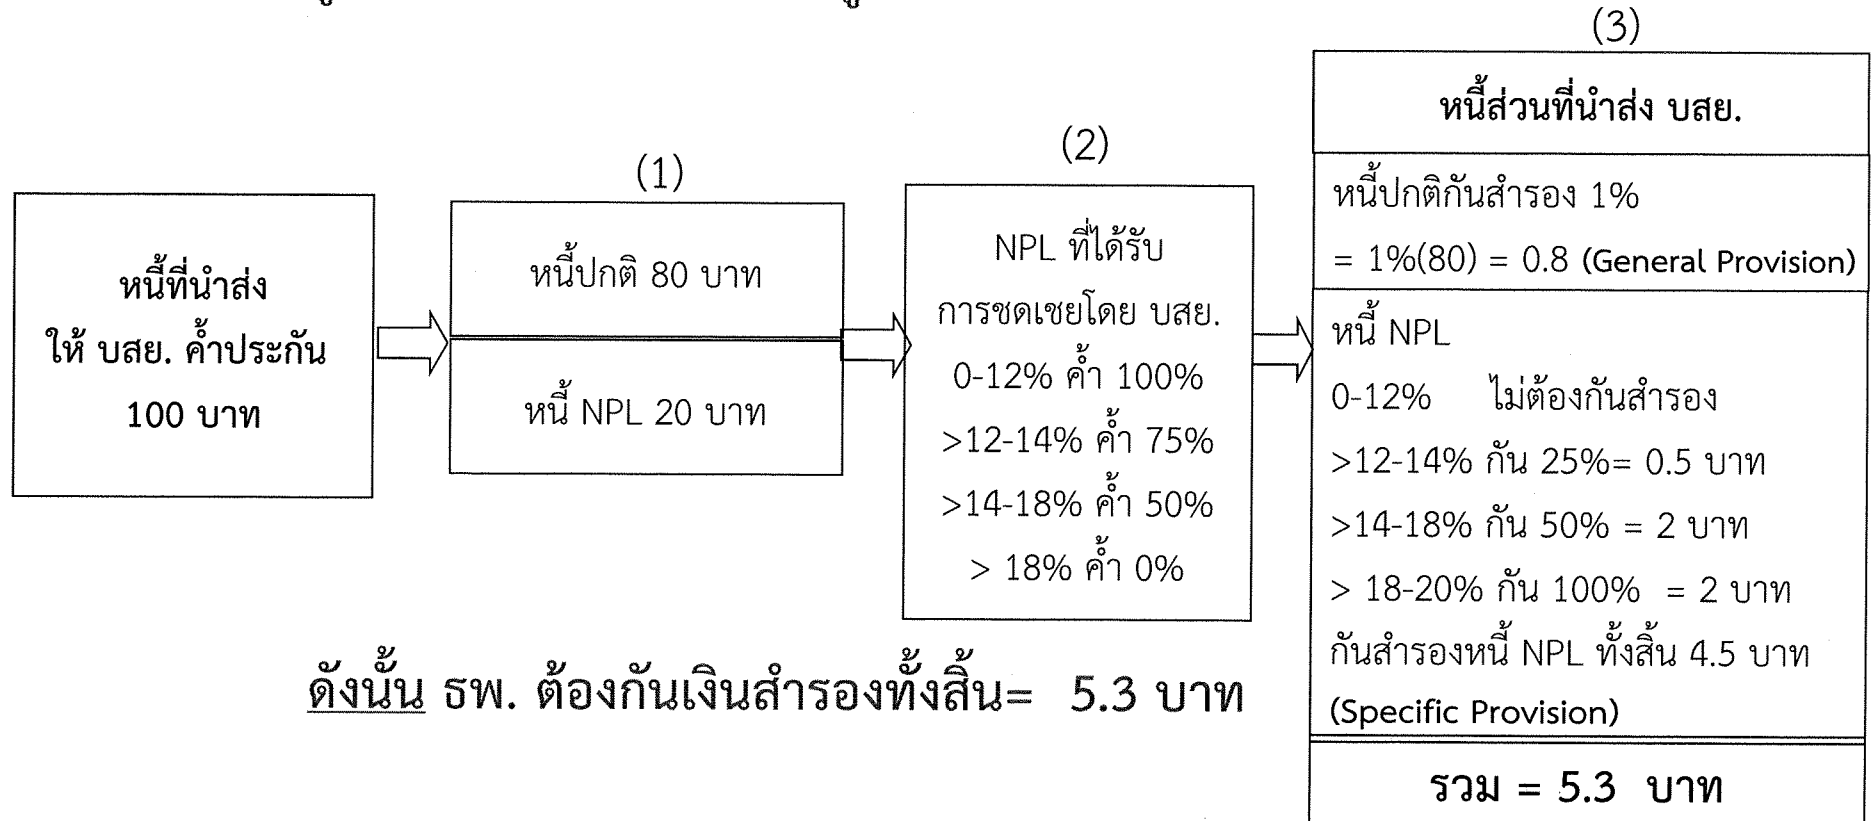 หนี้ที่นำส่ง
ให้ บสย. ค้ำประกัน
100 บาท
(1)
หนี้ปกติ 80 บาท
หนี้ NPL 20 บาท
(2)
NPL ที่ได้รับ
การชดเชยโดย บสย.
0-12% ค้ำ 100%
>12-14% ค้ำ 75%
>14-18% ค้ำ 50%
> 18% ค้ำ 0%
(3)
หนี้ส่วนที่นำส่ง บสย.
หนี้ปกติกันสำรอง 1%
= 1%(80) = 0.8 (General Provision)
หนี้ NPL
0-12% ไม่ต้องกันสำรอง
>12-14% กัน 25%= 0.5 บาท
>14-18% กัน 50% = 2 บาท
> 18-20% กัน 100% = 2 บาท
กันสำรองหนี้ NPL ทั้งสิ้น 4.5 บาท
(Specific Provision)
รวม = 5.3 บาท
ดังนั้น ธพ. ต้องกันเงินสำรองทั้งสิ้น= 5.3 บาท